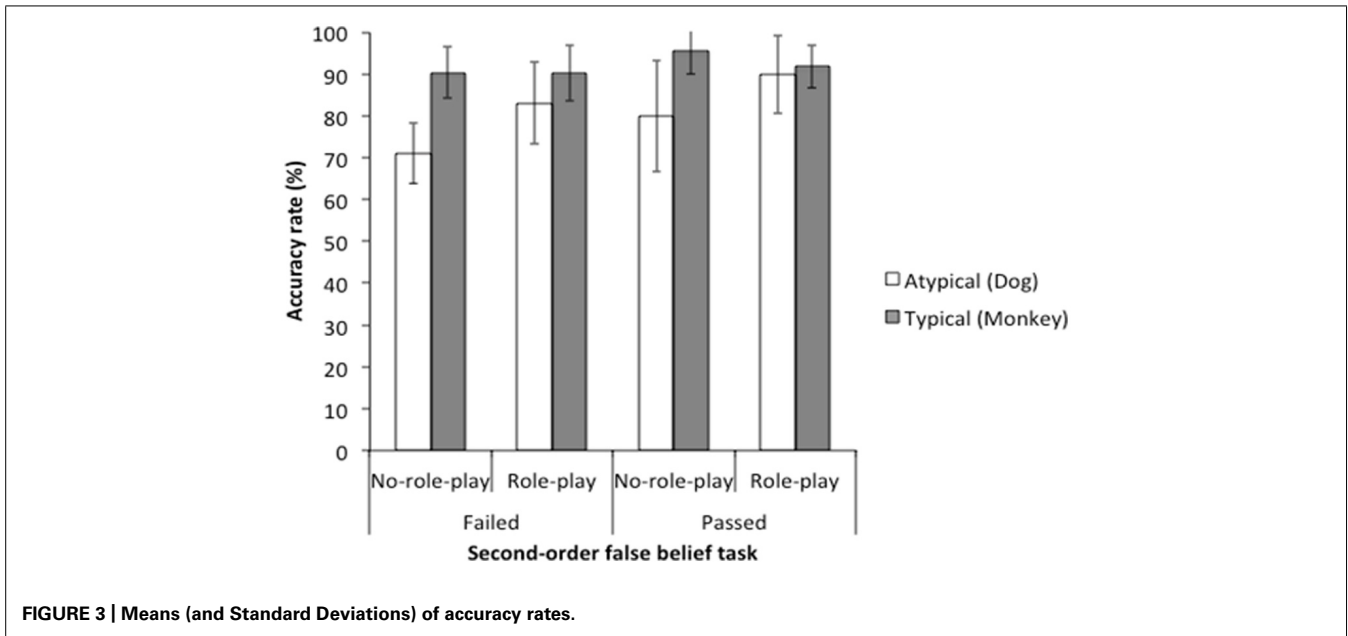 100
90
80
70
60
50
40
30
20
10
0
Accuracy rate (%)
No-role-play Role-play No-role-play Role-play
Failed Passed
Second-order false belief task
Atypical (Dog)
Typical (Monkey)
FIGURE 3 | Means (and Standard Deviations) of accuracy rates.